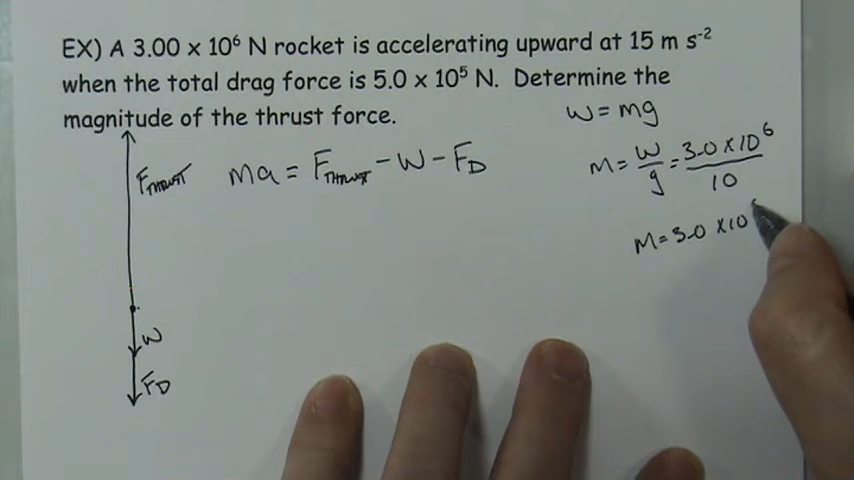 EX) A 3.00 x 10⁶ N rocket is accelerating upward at 15 m s⁻²
when the total drag force is 5.0 x 10⁵ N. Determine the
magnitude of the thrust force.
W = mg
F_THRUST
ma = F_THRUST - W - F_D
M = W/g = 3.0 x 10⁶/10
M = 3.0 x 10
W
F_D